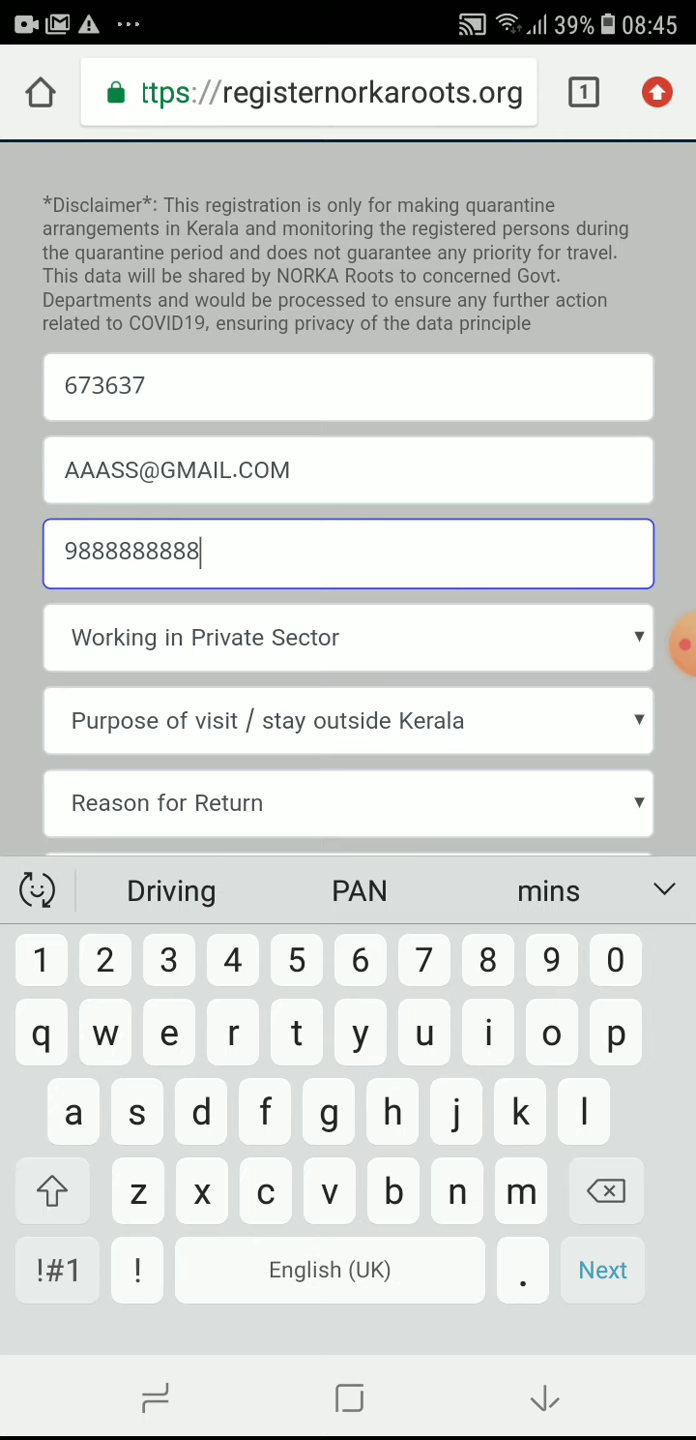 39% 08:45
ttps://registernorkaroots.org 1
*Disclaimer*: This registration is only for making quarantine
arrangements in Kerala and monitoring the registered persons during
the quarantine period and does not guarantee any priority for travel.
This data will be shared by NORKA Roots to concerned Govt.
Departments and would be processed to ensure any further action
related to COVID19, ensuring privacy of the data principle
673637
AAASS@GMAIL.COM
9888888888
Working in Private Sector
Purpose of visit / stay outside Kerala
Reason for Return
Driving PAN mins
1 2 3 4 5 6 7 8 9 0
q w e r t y u i o p
a s d f g h j k l
z x c v b n m
!#1 ! English (UK) . Next